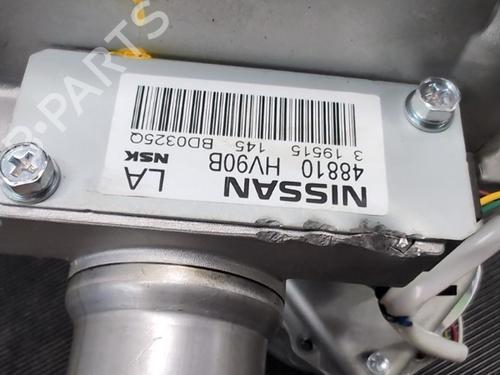 NISSAN LA
48810 HV90B NSK
3 19515 145 BD0325Q
B-PARTS